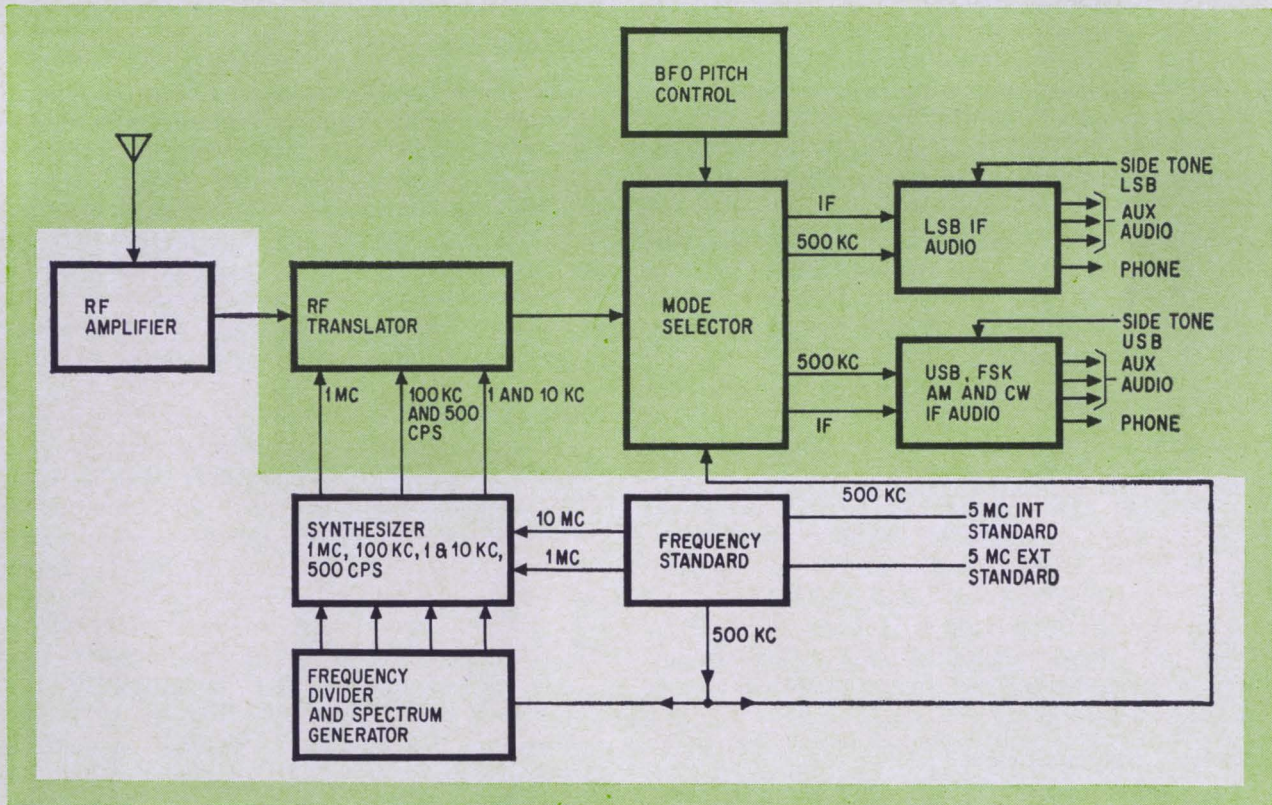 BFO PITCH
CONTROL
SIDE TONE
LSB
IF
500 KC
LSB IF
AUDIO
AUX
AUDIO
PHONE
RF
AMPLIFIER
RF
TRANSLATOR
MODE
SELECTOR
SIDE TONE
USB
500 KC
IF
USB, FSK
AM AND CW
IF AUDIO
AUX
AUDIO
PHONE
1 MC
100 KC
AND 500
CPS
1 AND 10 KC
500 KC
SYNTHESIZER
1 MC, 100 KC, 1 & 10 KC,
500 CPS
10 MC
1 MC
FREQUENCY
STANDARD
5 MC INT
STANDARD
5 MC EXT
STANDARD
500 KC
FREQUENCY
DIVIDER
AND SPECTRUM
GENERATOR